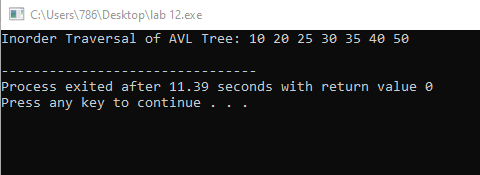 C:\Users\786\Desktop\lab 12.exe
Inorder Traversal of AVL Tree: 10 20 25 30 35 40 50
--------------------------------
Process exited after 11.39 seconds with return value 0
Press any key to continue . . .